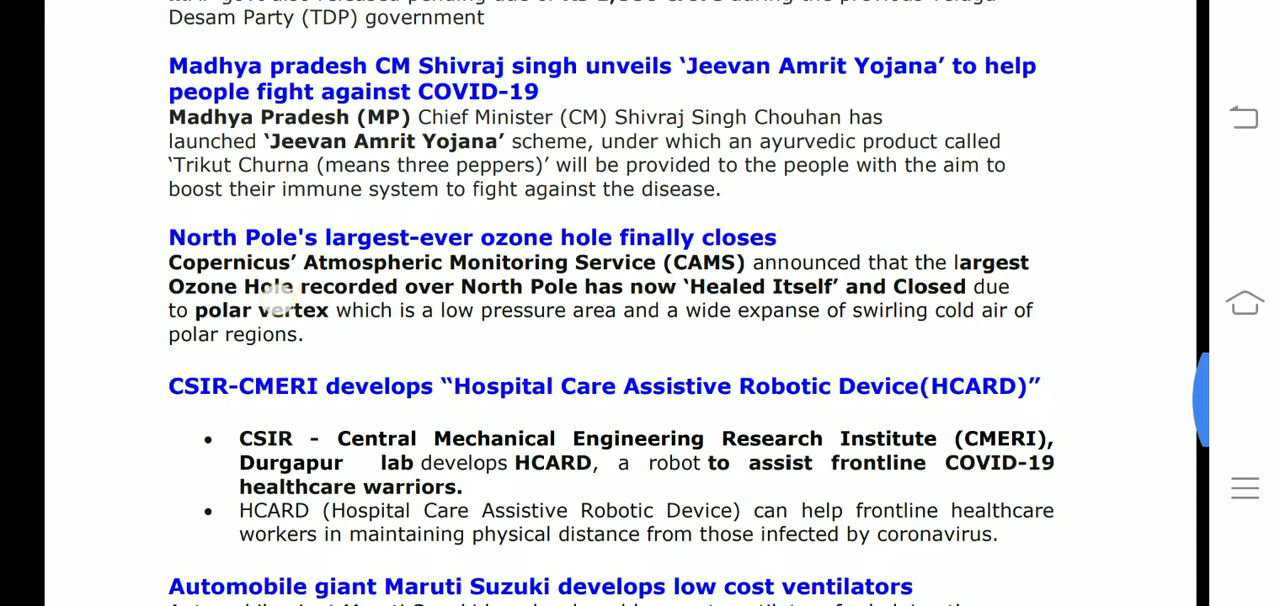 Desam Party (TDP) government
Madhya pradesh CM Shivraj singh unveils ‘Jeevan Amrit Yojana’ to help
people fight against COVID-19
Madhya Pradesh (MP) Chief Minister (CM) Shivraj Singh Chouhan has
launched ‘Jeevan Amrit Yojana’ scheme, under which an ayurvedic product called
‘Trikut Churna (means three peppers)’ will be provided to the people with the aim to
boost their immune system to fight against the disease.
North Pole's largest-ever ozone hole finally closes
Copernicus’ Atmospheric Monitoring Service (CAMS) announced that the largest
Ozone Hole recorded over North Pole has now ‘Healed Itself’ and Closed due
to polar vertex which is a low pressure area and a wide expanse of swirling cold air of
polar regions.
CSIR-CMERI develops “Hospital Care Assistive Robotic Device(HCARD)”
• CSIR - Central Mechanical Engineering Research Institute (CMERI),
Durgapur lab develops HCARD, a robot to assist frontline COVID-19
healthcare warriors.
• HCARD (Hospital Care Assistive Robotic Device) can help frontline healthcare
workers in maintaining physical distance from those infected by coronavirus.
Automobile giant Maruti Suzuki develops low cost ventilators